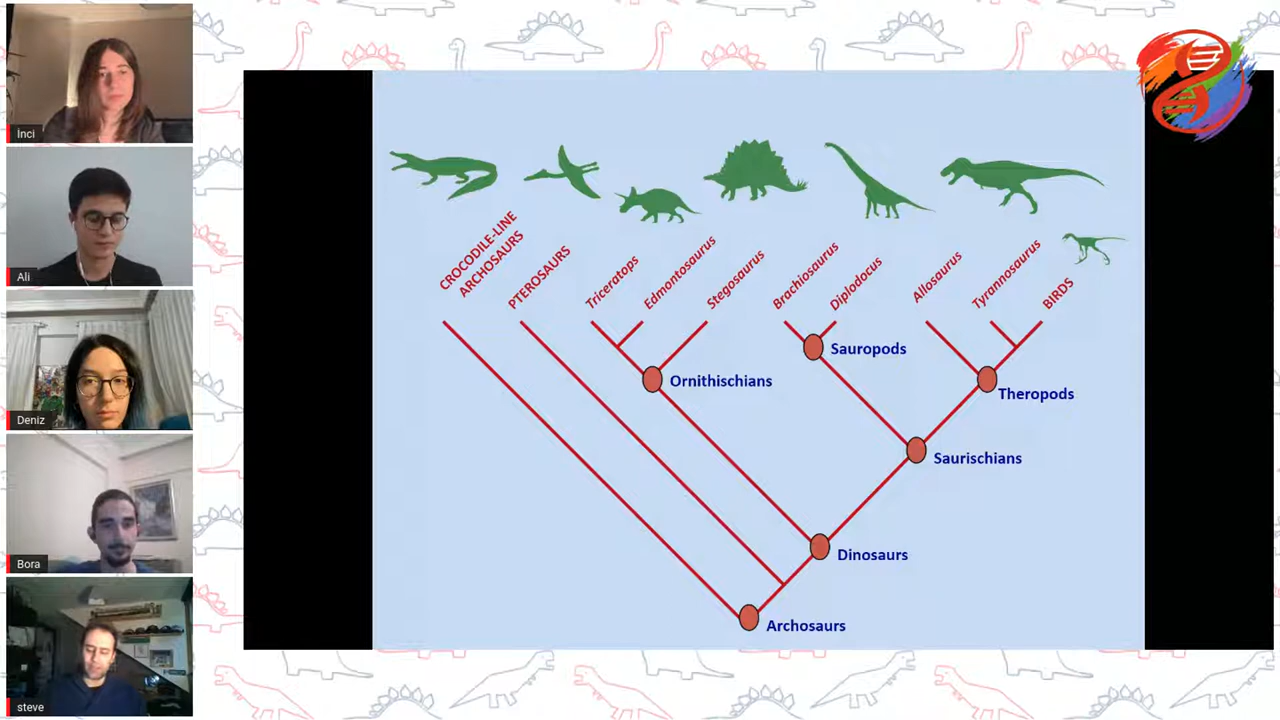 İnci
Ali
Deniz
Bora
steve
CROCODILE-LINE
ARCHOSAURS
PTEROSAURS
Triceratops
Edmontosaurus
Stegosaurus
Brachiosaurus
Diplodocus
Allosaurus
Tyrannosaurus
BIRDS
Sauropods
Ornithischians
Theropods
Saurischians
Dinosaurs
Archosaurs